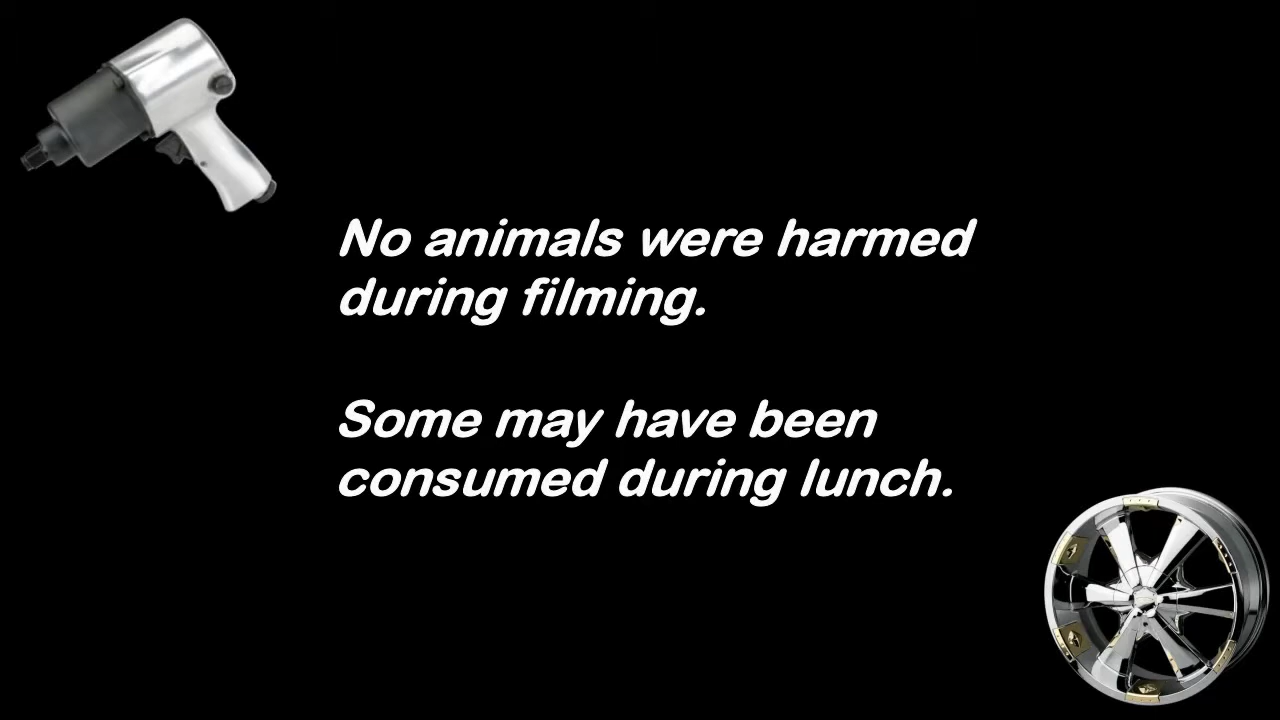 No animals were harmed
during filming.
Some may have been
consumed during lunch.